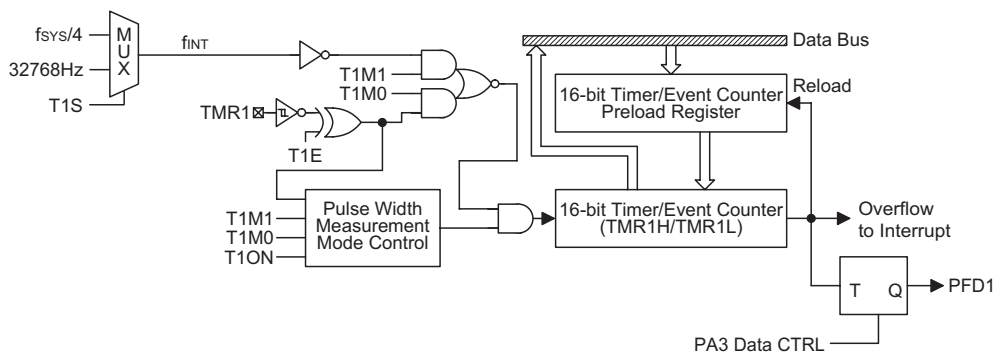 fSYS/4
32768Hz
T1S
MUX
fINT
T1M1
T1M0
TMR1
T1E
T1M1
T1M0
T1ON
Pulse Width
Measurement
Mode Control
Data Bus
16-bit Timer/Event Counter
Preload Register
Reload
16-bit Timer/Event Counter
(TMR1H/TMR1L)
Overflow
to Interrupt
T Q
PFD1
PA3 Data CTRL